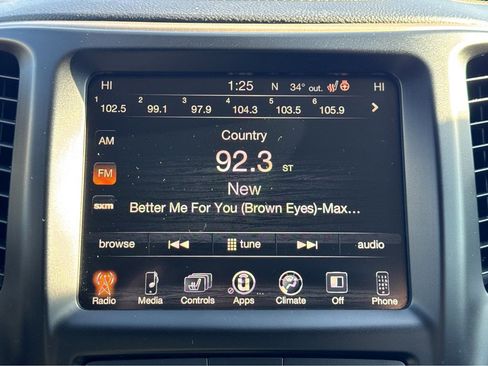 HI 1:25 N 34° out. HI
1 102.5 2 99.1 3 97.9 4 104.3 5 103.5 6 105.9
AM
Country
FM
92.3 ST
New
sxm
Better Me For You (Brown Eyes)-Max…
browse tune audio
Radio Media Controls Apps ... Climate Off Phone